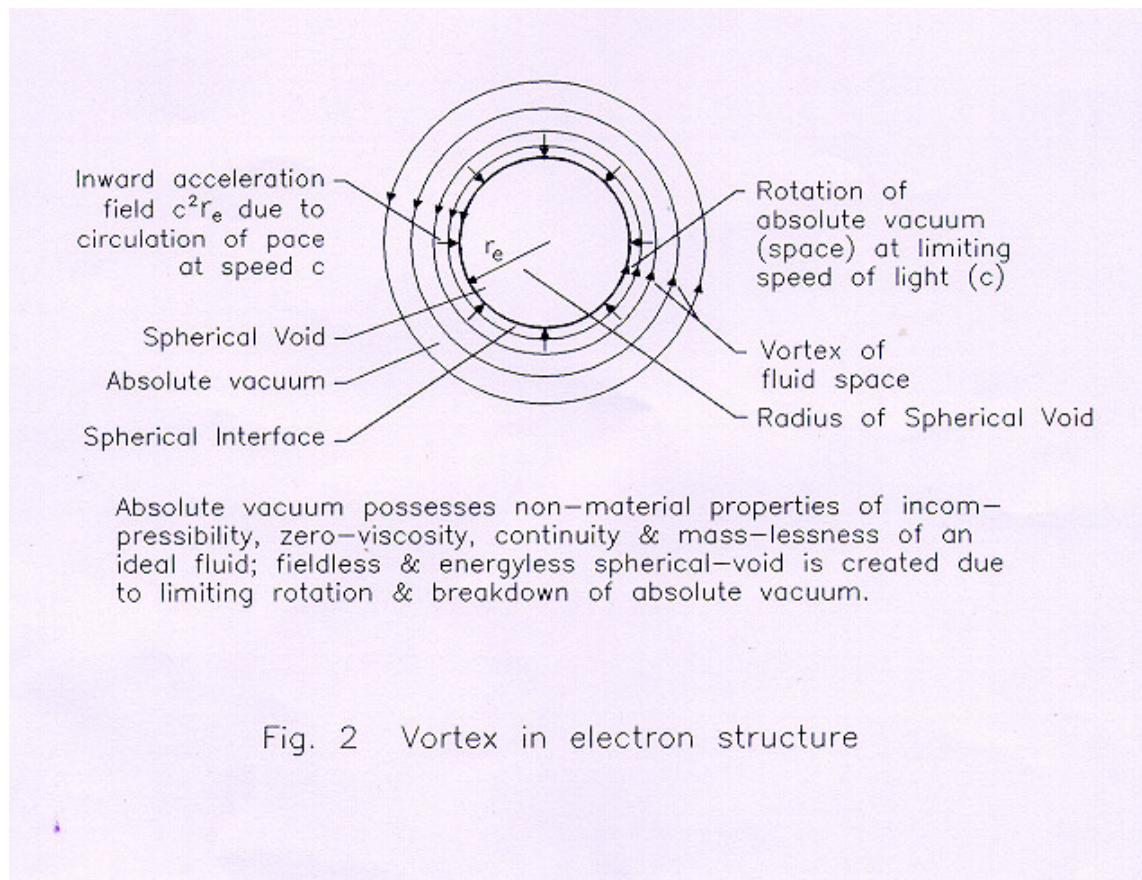 Inward acceleration
field c²rₑ due to
circulation of pace
at speed c
Spherical Void
Absolute vacuum
Spherical Interface
rₑ
Rotation of
absolute vacuum
(space) at limiting
speed of light (c)
Vortex of
fluid space
Radius of Spherical Void
Absolute vacuum possesses non−material properties of incom−
pressibility, zero−viscosity, continuity & mass−lessness of an
ideal fluid; fieldless & energyless spherical−void is created due
to limiting rotation & breakdown of absolute vacuum.
Fig. 2 Vortex in electron structure